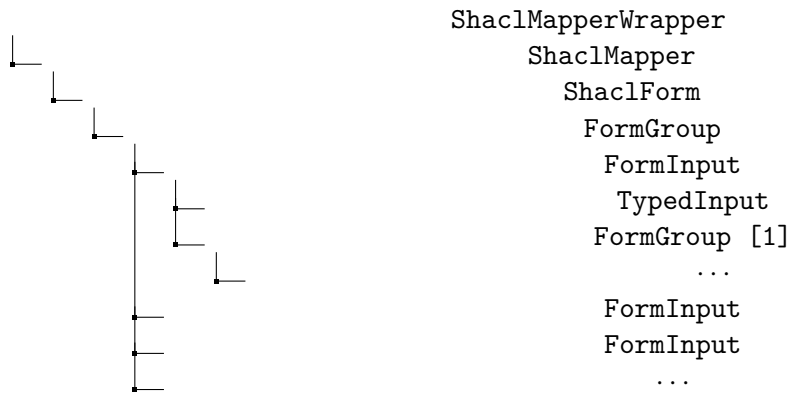 ShaclMapperWrapper
ShaclMapper
ShaclForm
FormGroup
FormInput
TypedInput
FormGroup [1]
...
FormInput
FormInput
...